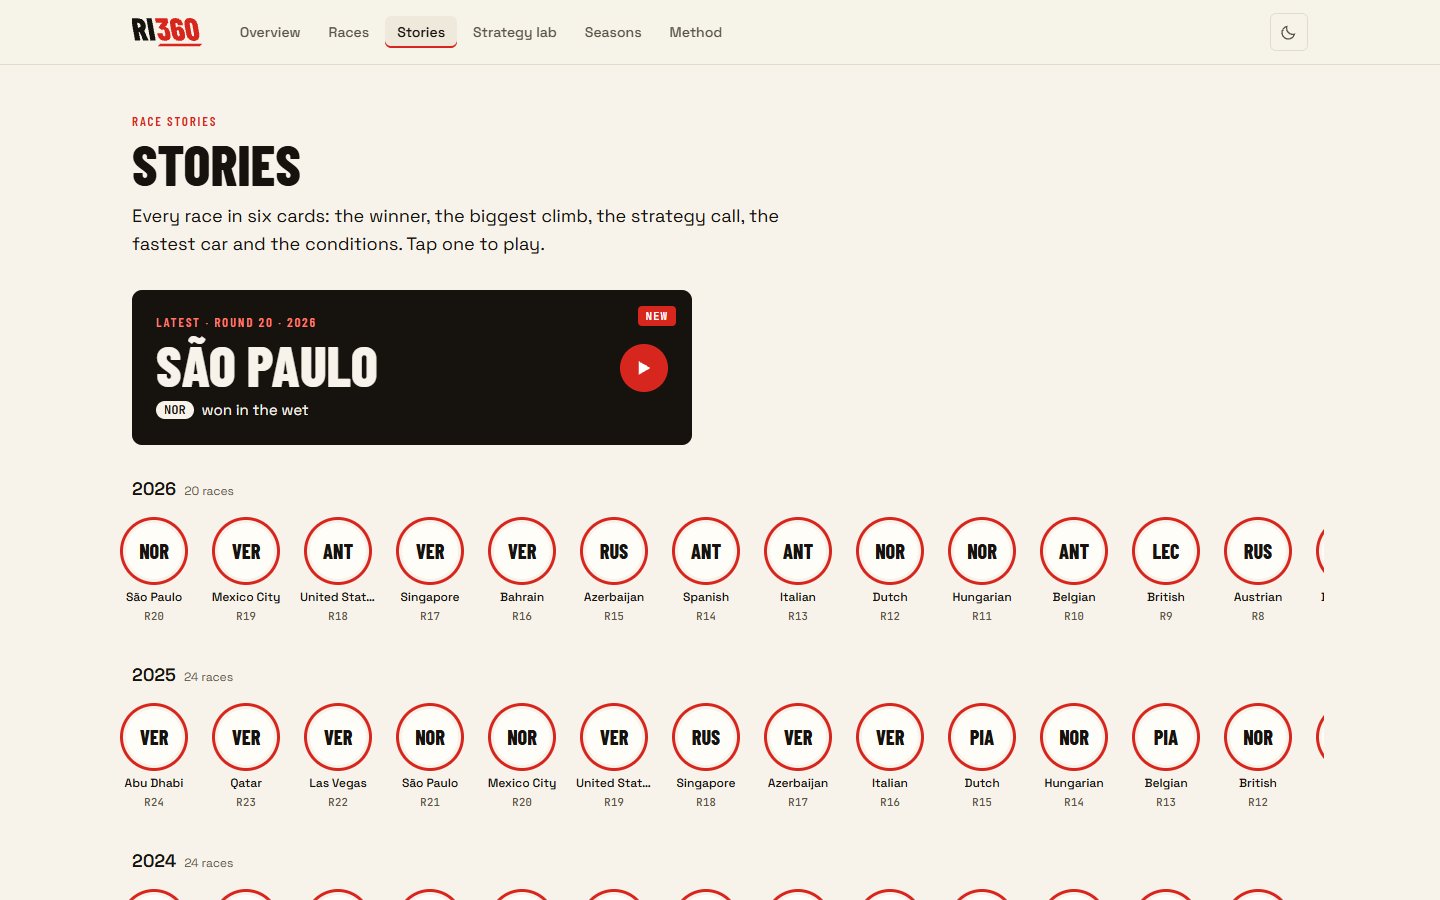 RI360
Overview Races Stories Strategy lab Seasons Method
RACE STORIES
STORIES
Every race in six cards: the winner, the biggest climb, the strategy call, the
fastest car and the conditions. Tap one to play.
NEW
LATEST · ROUND 20 · 2026
SÃO PAULO
NOR won in the wet
2026 20 races
NOR VER ANT VER VER RUS ANT ANT NOR NOR ANT LEC RUS
São Paulo Mexico City United Stat... Singapore Bahrain Azerbaijan Spanish Italian Dutch Hungarian Belgian British Austrian
R20 R19 R18 R17 R16 R15 R14 R13 R12 R11 R10 R9 R8
2025 24 races
VER VER VER NOR NOR VER RUS VER VER PIA NOR PIA NOR
Abu Dhabi Qatar Las Vegas São Paulo Mexico City United Stat... Singapore Azerbaijan Italian Dutch Hungarian Belgian British
R24 R23 R22 R21 R20 R19 R18 R17 R16 R15 R14 R13 R12
2024 24 races